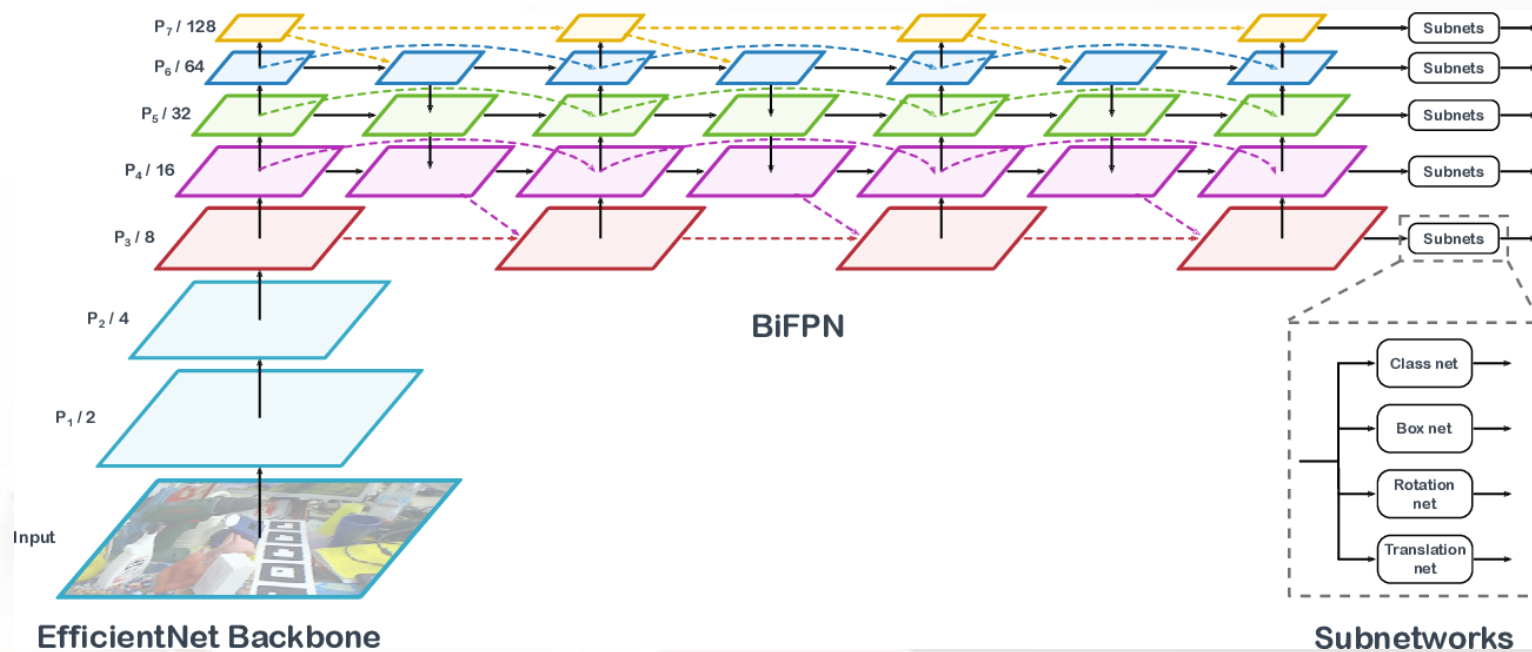 P₇ / 128
Subnets
P₆ / 64
Subnets
P₅ / 32
Subnets
P₄ / 16
Subnets
P₃ / 8
Subnets
P₂ / 4
BiFPN
P₁ / 2
Class net
Box net
Rotation
net
Translation
net
Input
EfficientNet Backbone
Subnetworks